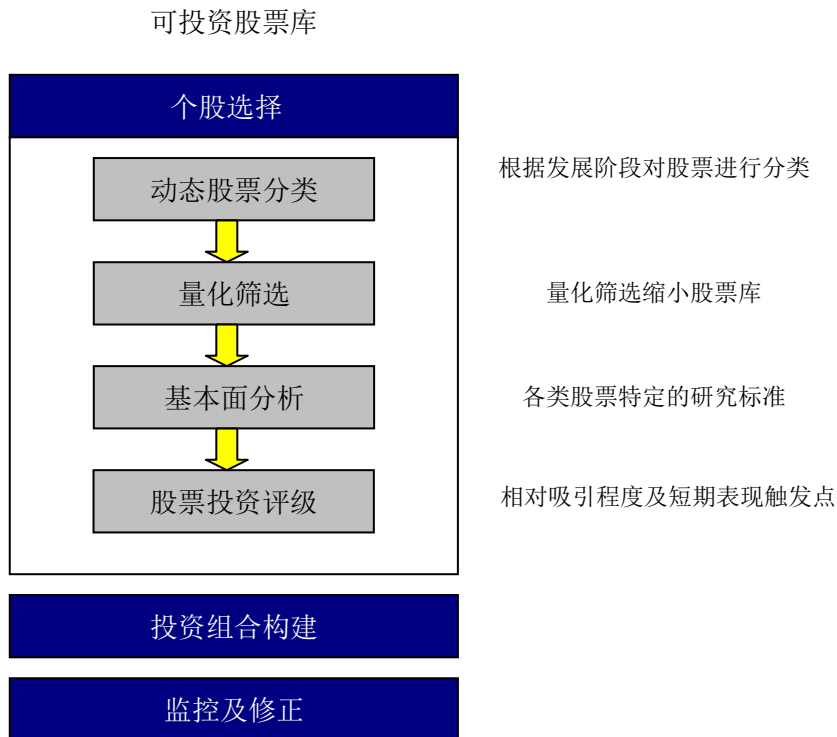 可投资股票库
个股选择
动态股票分类
根据发展阶段对股票进行分类
量化筛选
量化筛选缩小股票库
基本面分析
各类股票特定的研究标准
股票投资评级
相对吸引程度及短期表现触发点
投资组合构建
监控及修正